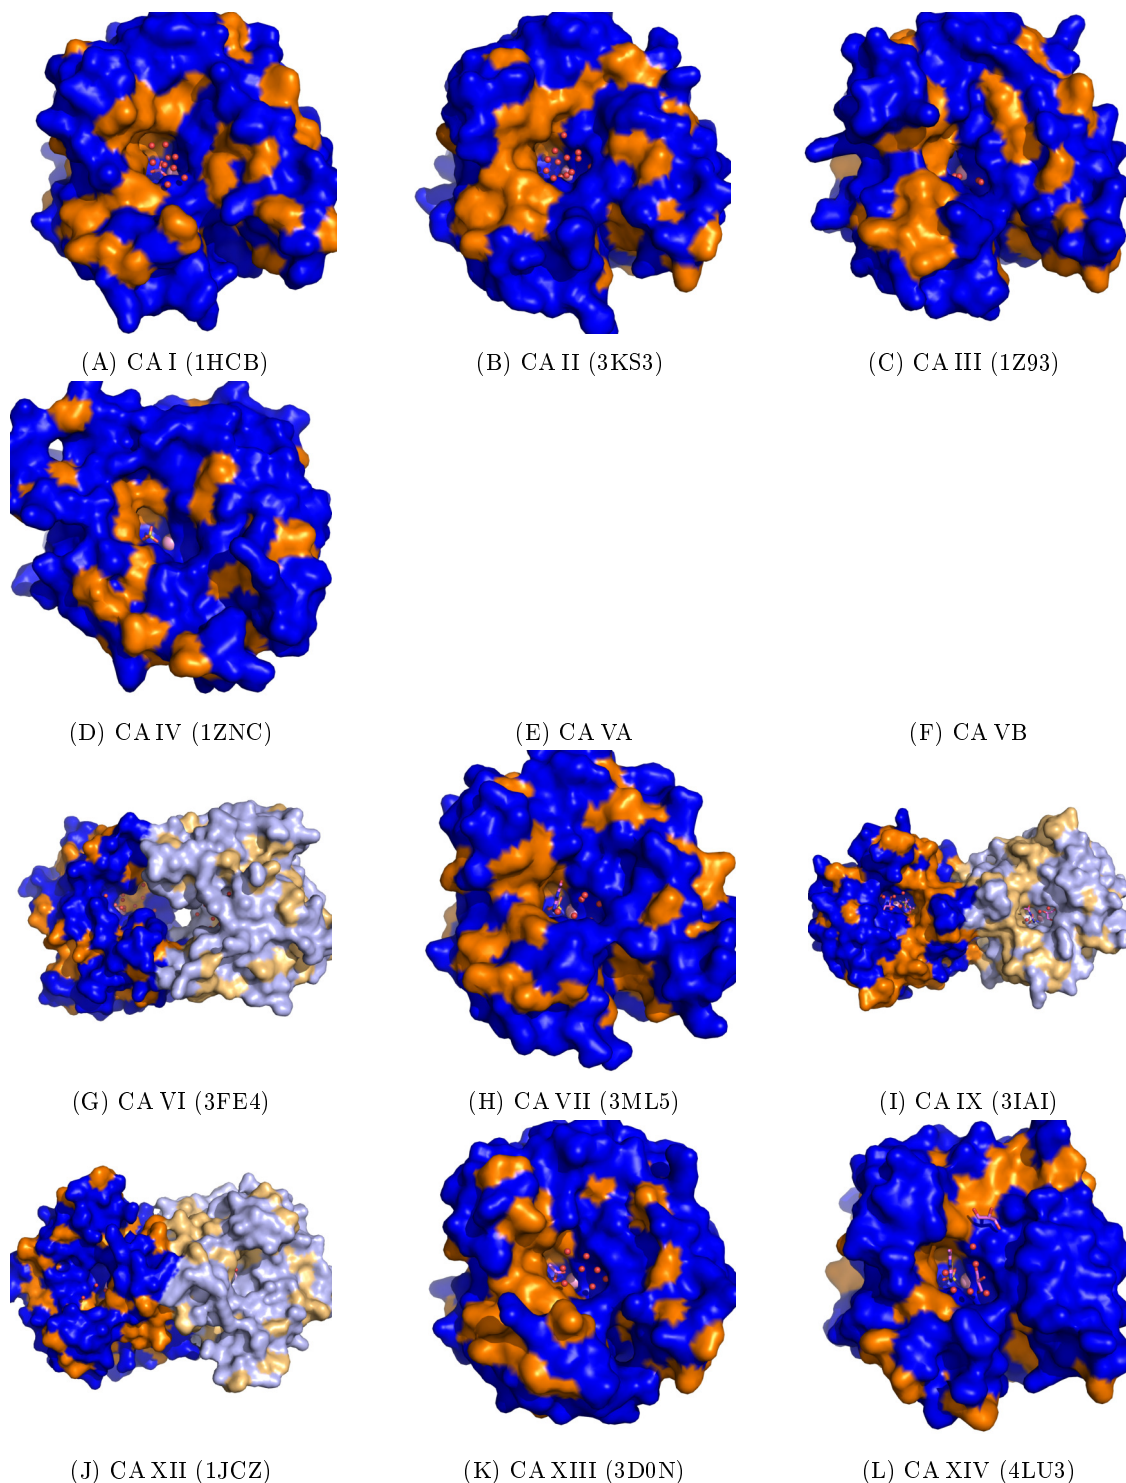 (A) CA I (1HCB)
(B) CA II (3KS3)
(C) CA III (1Z93)
(D) CA IV (1ZNC)
(E) CA VA
(F) CA VB
(G) CA VI (3FE4)
(H) CA VII (3ML5)
(I) CA IX (3IAI)
(J) CA XII (1JCZ)
(K) CA XIII (3D0N)
(L) CA XIV (4LU3)